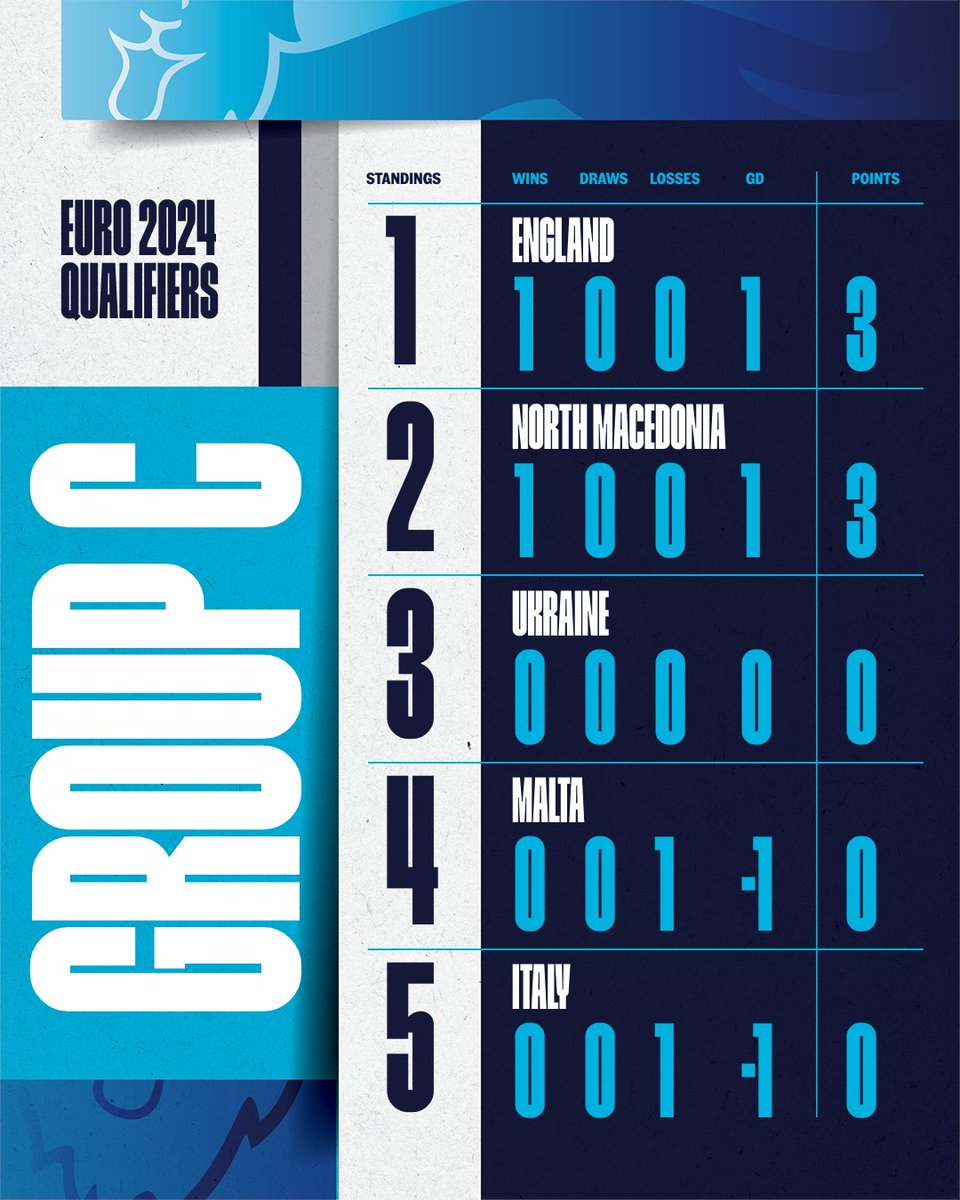 EURO 2024
QUALIFIERS
GROUP C
STANDINGS WINS DRAWS LOSSES GD POINTS
1 ENGLAND
1 0 0 1 3
2 NORTH MACEDONIA
1 0 0 1 3
3 UKRAINE
0 0 0 0 0
4 MALTA
0 0 1 -1 0
5 ITALY
0 0 1 -1 0